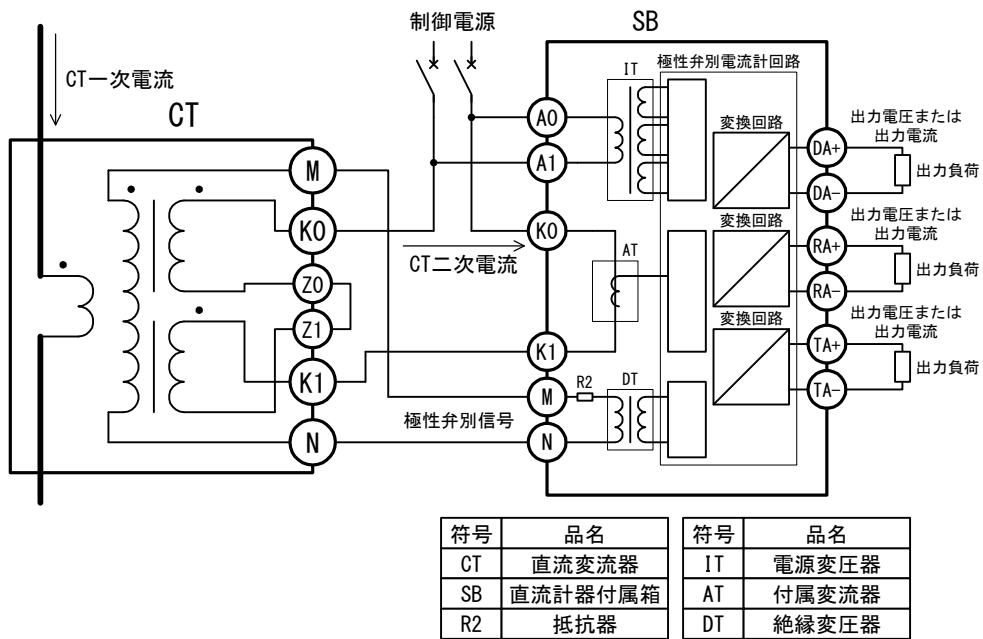 制御電源
SB
極性弁別電流計回路
IT
CT一次電流
CT
A0
A1
変換回路
出力電圧または
出力電流
DA+
DA-
出力負荷
M
K0
K0
CT二次電流
AT
変換回路
出力電圧または
出力電流
RA+
RA-
出力負荷
Z0
Z1
K1
K1
変換回路
出力電圧または
出力電流
TA+
TA-
出力負荷
M
R2
DT
極性弁別信号
N
N
符号 品名
CT 直流変流器
SB 直流計器付属箱
R2 抵抗器
符号 品名
IT 電源変圧器
AT 付属変流器
DT 絶縁変圧器